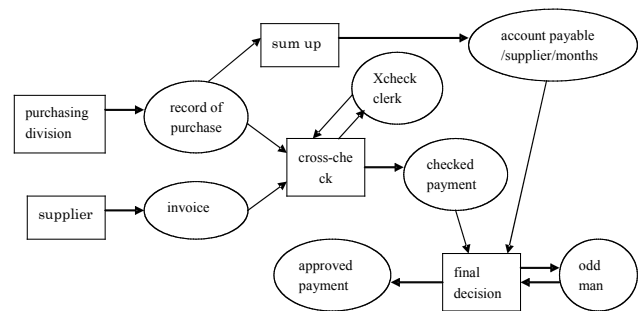 sum up
account payable
/supplier/months
Xcheck
clerk
purchasing
division
record of
purchase
cross-che
ck
checked
payment
supplier
invoice
approved
payment
final
decision
odd
man